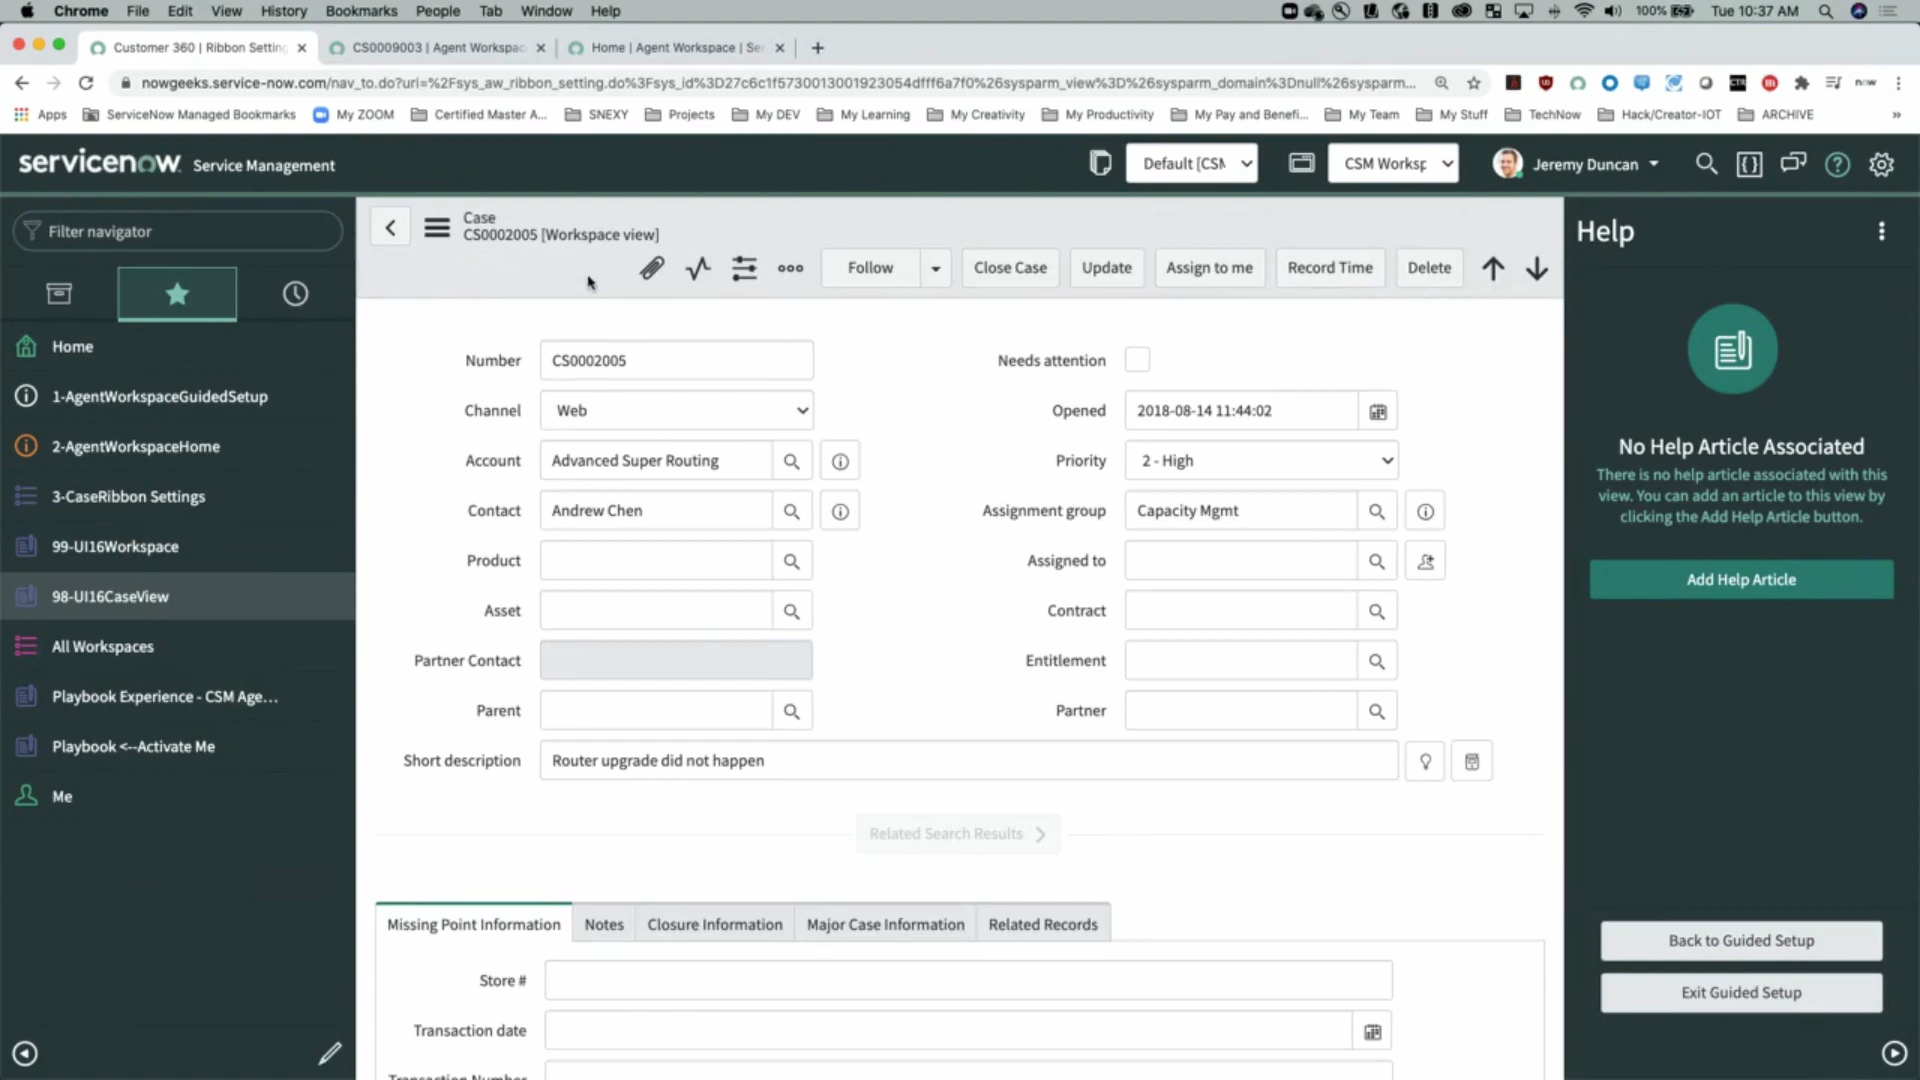 Chrome File Edit View History Bookmarks People Tab Window Help 100% Tue 10:37 AM
Customer 360 | Ribbon Setting CS0009003 | Agent Workspac Home | Agent Workspace | Ser
nowgeeks.service-now.com/nav_to.do?uri=%2Fsys_aw_ribbon_setting.do%3Fsys_id%3D27c6c1f5730013001923054dfff6a7f0%26sysparm_view%3D%26sysparm_domain%3Dnull%26sysparm...
Apps ServiceNow Managed Bookmarks My ZOOM Certified Master A... SNEXY Projects My DEV My Learning My Creativity My Productivity My Pay and Benefi... My Team My Stuff TechNow Hack/Creator-IOT ARCHIVE »
servicenow Service Management Default [CSM CSM Worksp Jeremy Duncan
Filter navigator
Home
1-AgentWorkspaceGuidedSetup
2-AgentWorkspaceHome
3-CaseRibbon Settings
99-UI16Workspace
98-UI16CaseView
All Workspaces
Playbook Experience - CSM Age...
Playbook <--Activate Me
Me
Case
CS0002005 [Workspace view]
Follow Close Case Update Assign to me Record Time Delete
Number CS0002005 Needs attention
Channel Web Opened 2018-08-14 11:44:02
Account Advanced Super Routing Priority 2 - High
Contact Andrew Chen Assignment group Capacity Mgmt
Product Assigned to
Asset Contract
Partner Contact Entitlement
Parent Partner
Short description Router upgrade did not happen
Related Search Results
Missing Point Information Notes Closure Information Major Case Information Related Records
Store #
Transaction date
Transaction Number
Help
No Help Article Associated
There is no help article associated with this
view. You can add an article to this view by
clicking the Add Help Article button.
Add Help Article
Back to Guided Setup
Exit Guided Setup